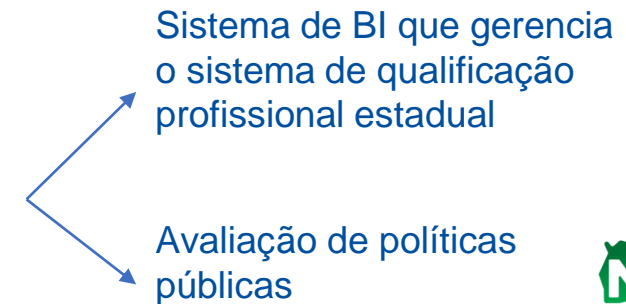 Sistema de BI que gerencia
o sistema de qualificação
profissional estadual
Avaliação de políticas
públicas